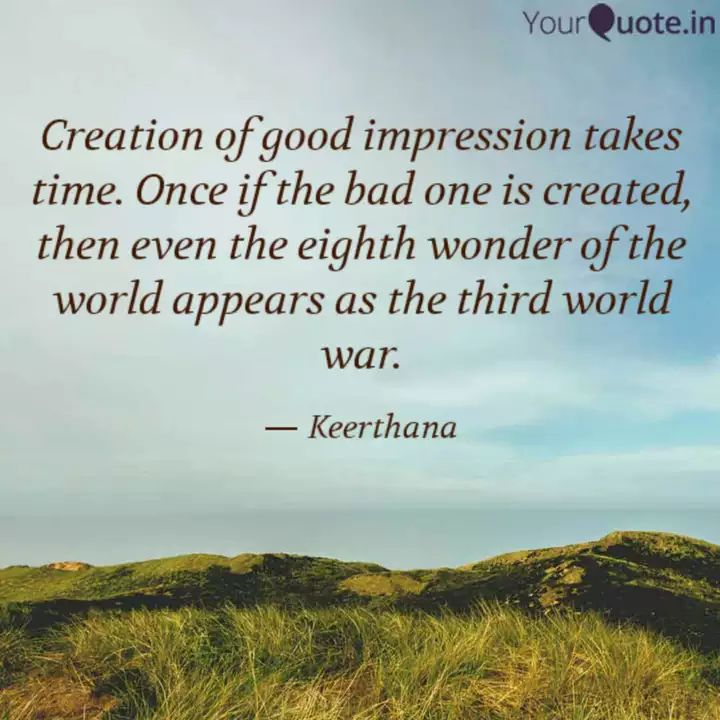 YourQuote.in
Creation of good impression takes
time. Once if the bad one is created,
then even the eighth wonder of the
world appears as the third world
war.
— Keerthana